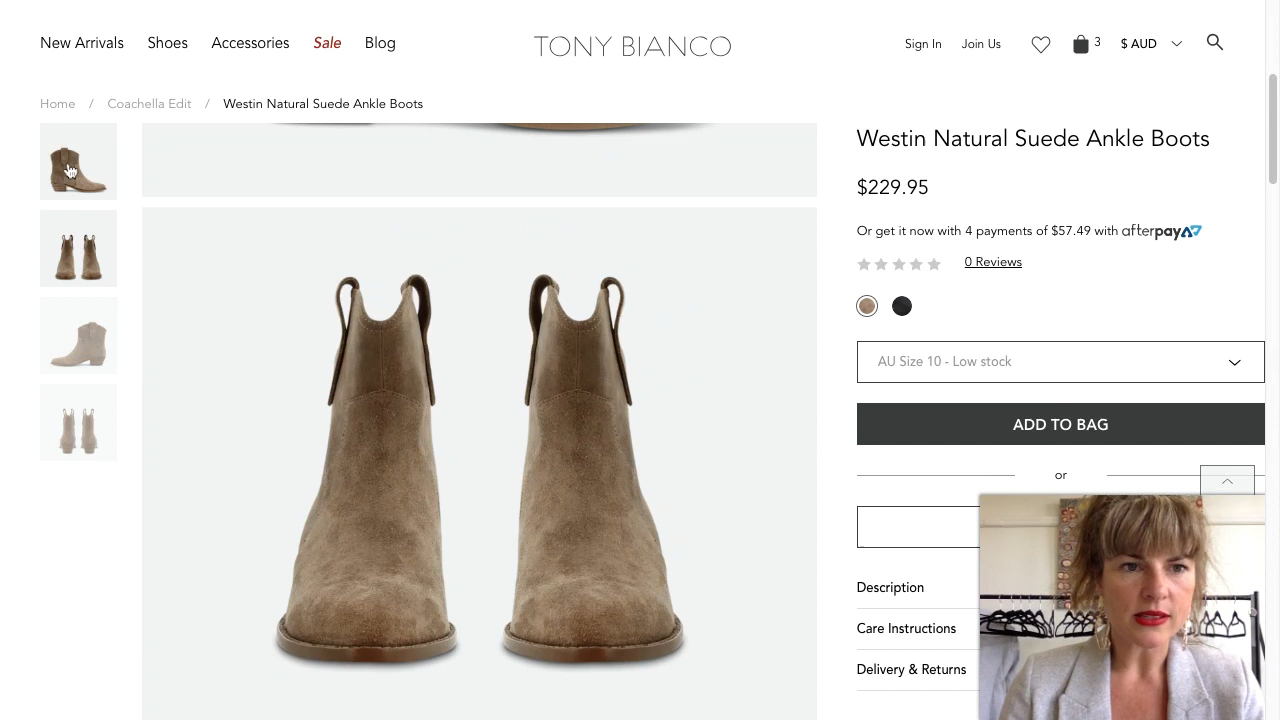 New Arrivals Shoes Accessories Sale Blog TONY BIANCO Sign In Join Us 3 $ AUD
Home / Coachella Edit / Westin Natural Suede Ankle Boots
Westin Natural Suede Ankle Boots
$229.95
Or get it now with 4 payments of $57.49 with afterpay
0 Reviews
AU Size 10 - Low stock
ADD TO BAG
or
Description
Care Instructions
Delivery & Returns